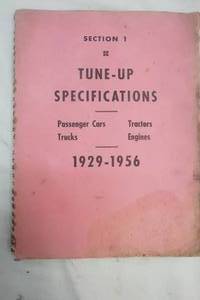 SECTION 1
TUNE-UP
SPECIFICATIONS
Passenger Cars Tractors
Trucks Engines
1929-1956